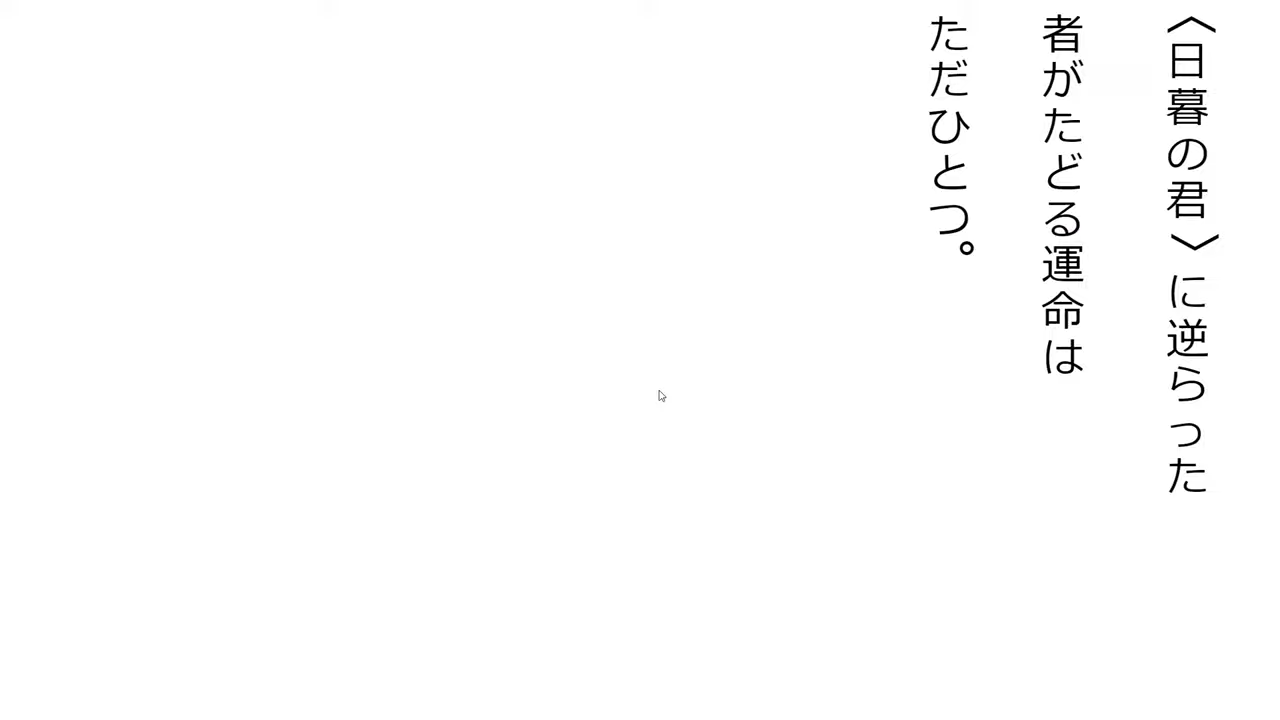 〈日暮の君〉に逆らった
者がたどる運命は
ただひとつ。